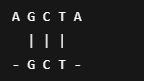 A G C T A
| | |
- G C T -